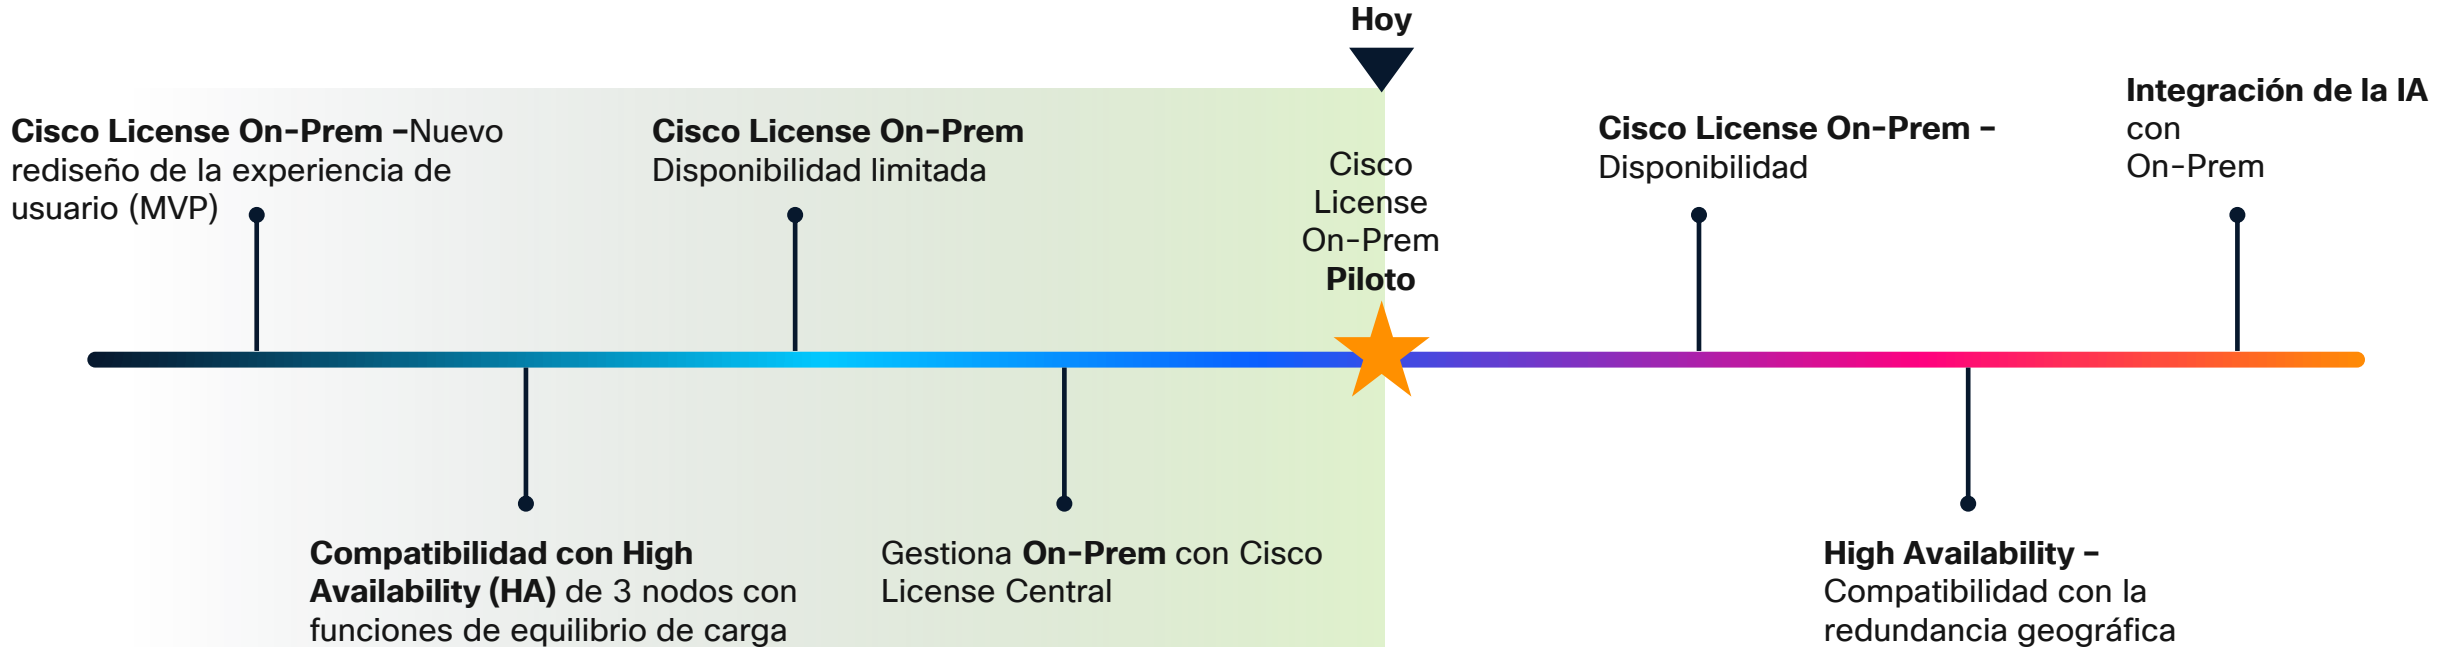 Hoy
Cisco License On-Prem –Nuevo
rediseño de la experiencia de
usuario (MVP)
Compatibilidad con High
Availability (HA) de 3 nodos con
funciones de equilibrio de carga
Cisco License On-Prem
Disponibilidad limitada
Gestiona On-Prem con Cisco
License Central
Cisco
License
On-Prem
Piloto
Cisco License On-Prem –
Disponibilidad
High Availability –
Compatibilidad con la
redundancia geográfica
Integración de la IA
con
On-Prem